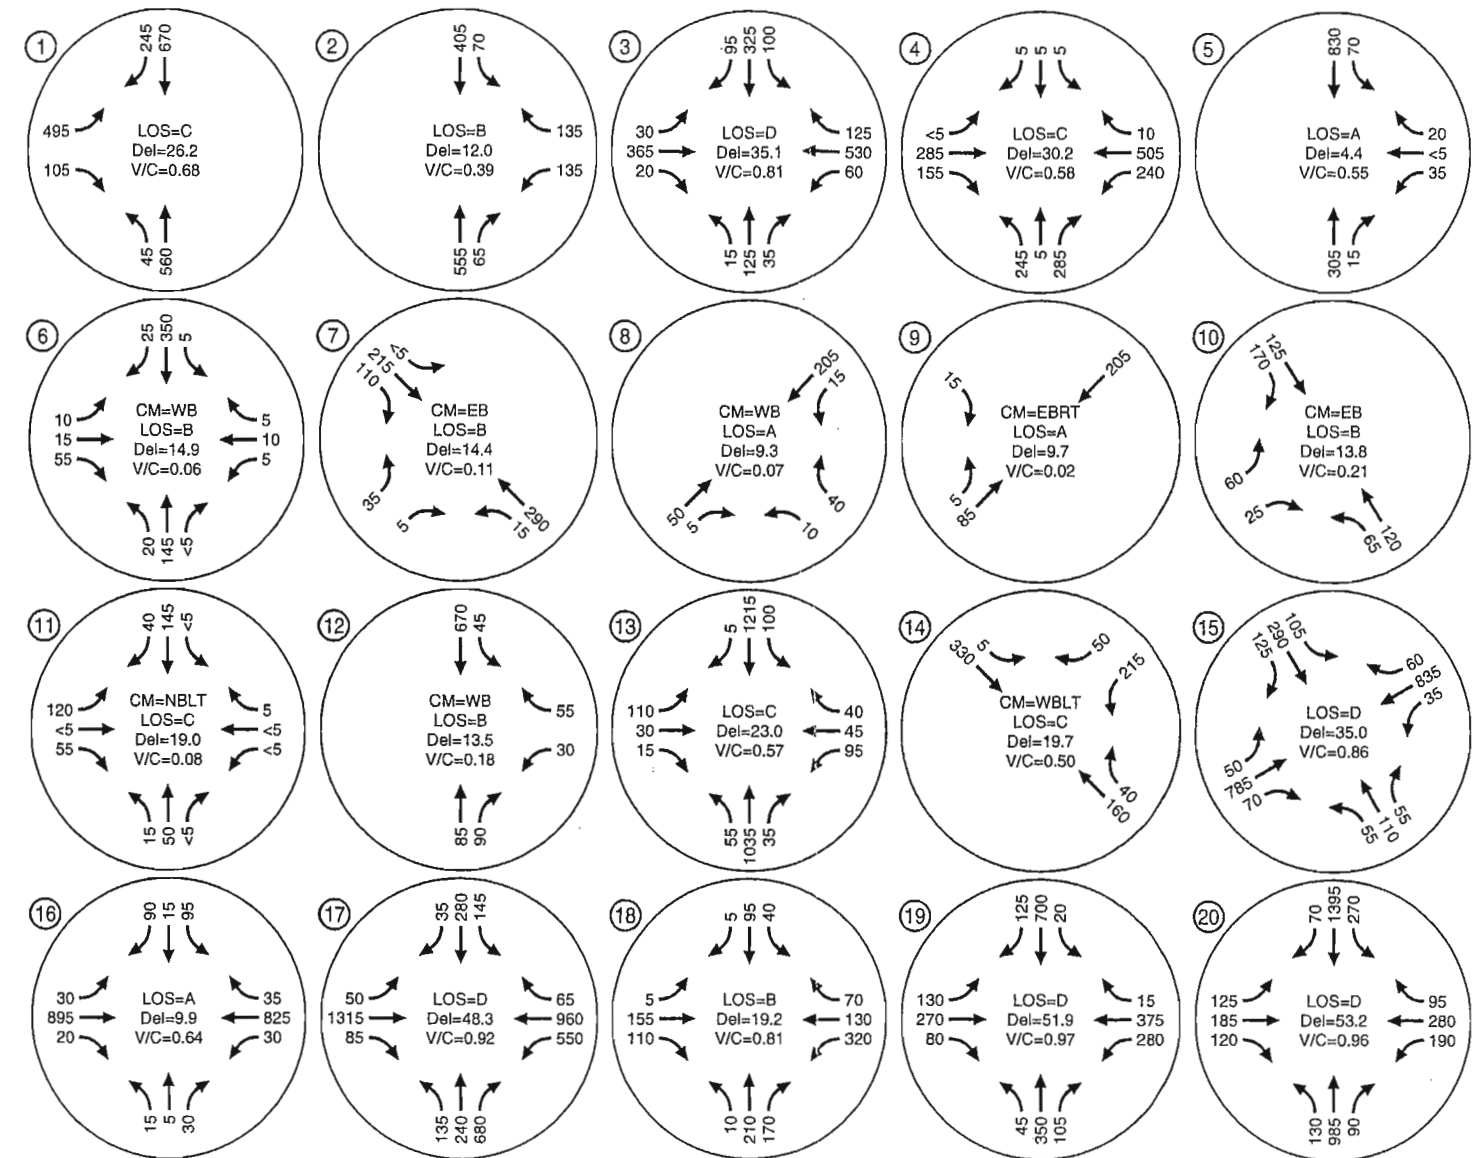 1
245 670
495
105
LOS=C
Del=26.2
V/C=0.68
45 560
2
405 70
135
135
LOS=B
Del=12.0
V/C=0.39
555 65
3
95 325 100
30
365
20
LOS=D
Del=35.1
V/C=0.81
125
530
60
15 125 35
4
5 5 5
<5
285
155
LOS=C
Del=30.2
V/C=0.58
10
505
240
245 5 285
5
830 70
LOS=A
Del=4.4
V/C=0.55
20
<5
35
305 15
6
25 350 5
10
15
55
CM=WB
LOS=B
Del=14.9
V/C=0.06
5
10
5
20 145 <5
7
<5
215
110
CM=EB
LOS=B
Del=14.4
V/C=0.11
35
5
290
15
8
205
15
CM=WB
LOS=A
Del=9.3
V/C=0.07
50
5
40
10
9
15
205
CM=EBRT
LOS=A
Del=9.7
V/C=0.02
5
85
10
125
170
CM=EB
LOS=B
Del=13.8
V/C=0.21
60
25
120
65
11
40 145 <5
120
<5
55
CM=NBLT
LOS=C
Del=19.0
V/C=0.08
5
<5
<5
15 50 <5
12
670 45
CM=WB
LOS=B
Del=13.5
V/C=0.18
55
30
85 90
13
5 1215 100
110
30
15
LOS=C
Del=23.0
V/C=0.57
40
45
95
55 1035 35
14
330
5
50
215
CM=WBLT
LOS=C
Del=19.7
V/C=0.50
40
160
15
125 290 105
60
835
35
LOS=D
Del=35.0
V/C=0.86
50
785
70
55 110 55
16
90 15 95
30
895
20
LOS=A
Del=9.9
V/C=0.64
35
825
30
15 5 30
17
35 280 145
50
1315
85
LOS=D
Del=48.3
V/C=0.92
65
960
550
135 240 680
18
5 95 40
5
155
110
LOS=B
Del=19.2
V/C=0.81
70
130
320
10 210 170
19
125 700 20
130
270
80
LOS=D
Del=51.9
V/C=0.97
15
375
280
45 350 105
20
70 1395 270
125
185
120
LOS=D
Del=53.2
V/C=0.96
95
280
190
130 985 90